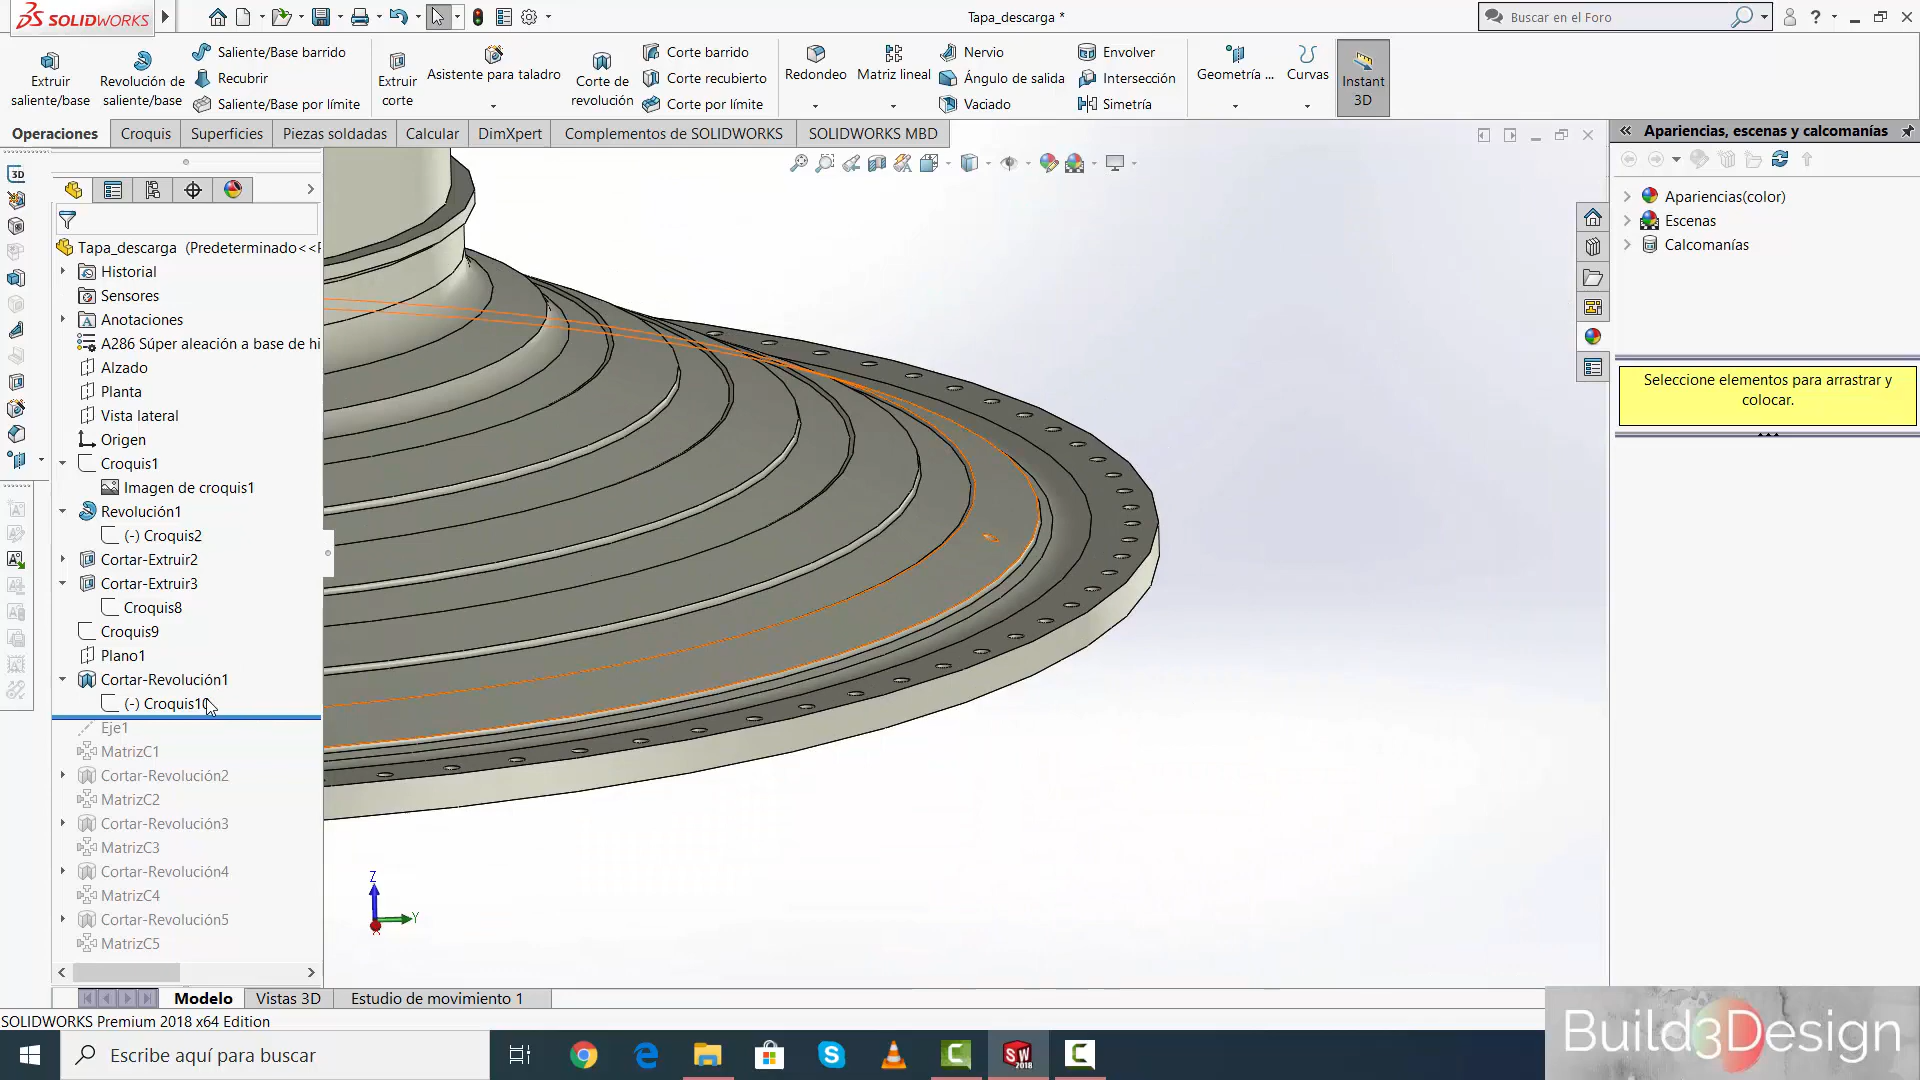 SOLIDWORKS
Tapa_descarga *
Buscar en el Foro
Extruir saliente/base
Revolución de saliente/base
Saliente/Base barrido
Recubrir
Saliente/Base por límite
Extruir corte
Asistente para taladro
Corte de revolución
Corte barrido
Corte recubierto
Corte por límite
Redondeo
Matriz lineal
Nervio
Ángulo de salida
Vaciado
Envolver
Intersección
Simetría
Geometría ...
Curvas
Instant 3D
Operaciones
Croquis
Superficies
Piezas soldadas
Calcular
DimXpert
Complementos de SOLIDWORKS
SOLIDWORKS MBD
Apariencias, escenas y calcomanías
Apariencias(color)
Escenas
Calcomanías
Seleccione elementos para arrastrar y
colocar.
Tapa_descarga (Predeterminado<<
Historial
Sensores
Anotaciones
A286 Súper aleación a base de hi
Alzado
Planta
Vista lateral
Origen
Croquis1
Imagen de croquis1
Revolución1
(-) Croquis2
Cortar-Extruir2
Cortar-Extruir3
Croquis8
Croquis9
Plano1
Cortar-Revolución1
(-) Croquis10
Eje1
MatrizC1
Cortar-Revolución2
MatrizC2
Cortar-Revolución3
MatrizC3
Cortar-Revolución4
MatrizC4
Cortar-Revolución5
MatrizC5
Z
Y
X
Modelo
Vistas 3D
Estudio de movimiento 1
SOLIDWORKS Premium 2018 x64 Edition
Escribe aquí para buscar
SW
2018
Build3Design